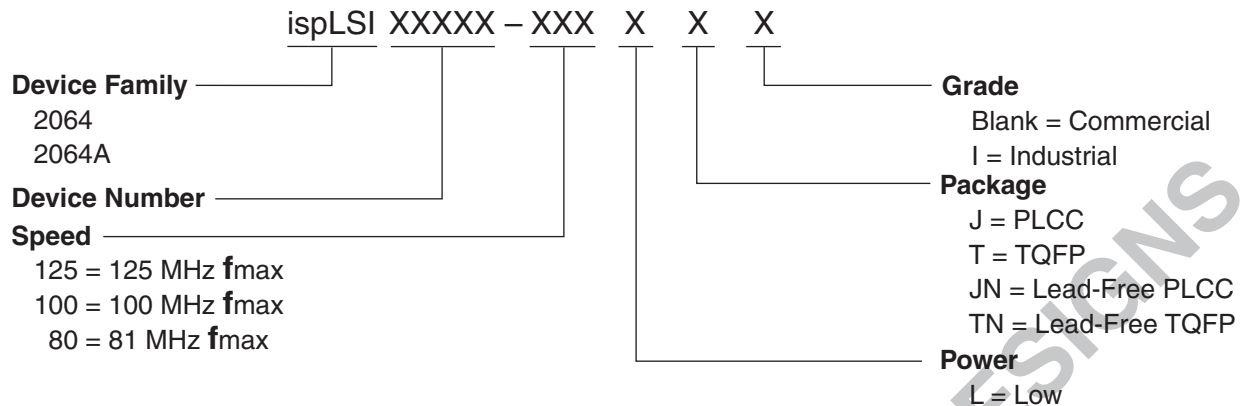 ispLSI XXXXX – XXX X X X
Device Family
2064
2064A
Device Number
Speed
125 = 125 MHz fmax
100 = 100 MHz fmax
80 = 81 MHz fmax
Grade
Blank = Commercial
I = Industrial
Package
J = PLCC
T = TQFP
JN = Lead-Free PLCC
TN = Lead-Free TQFP
Power
L = Low